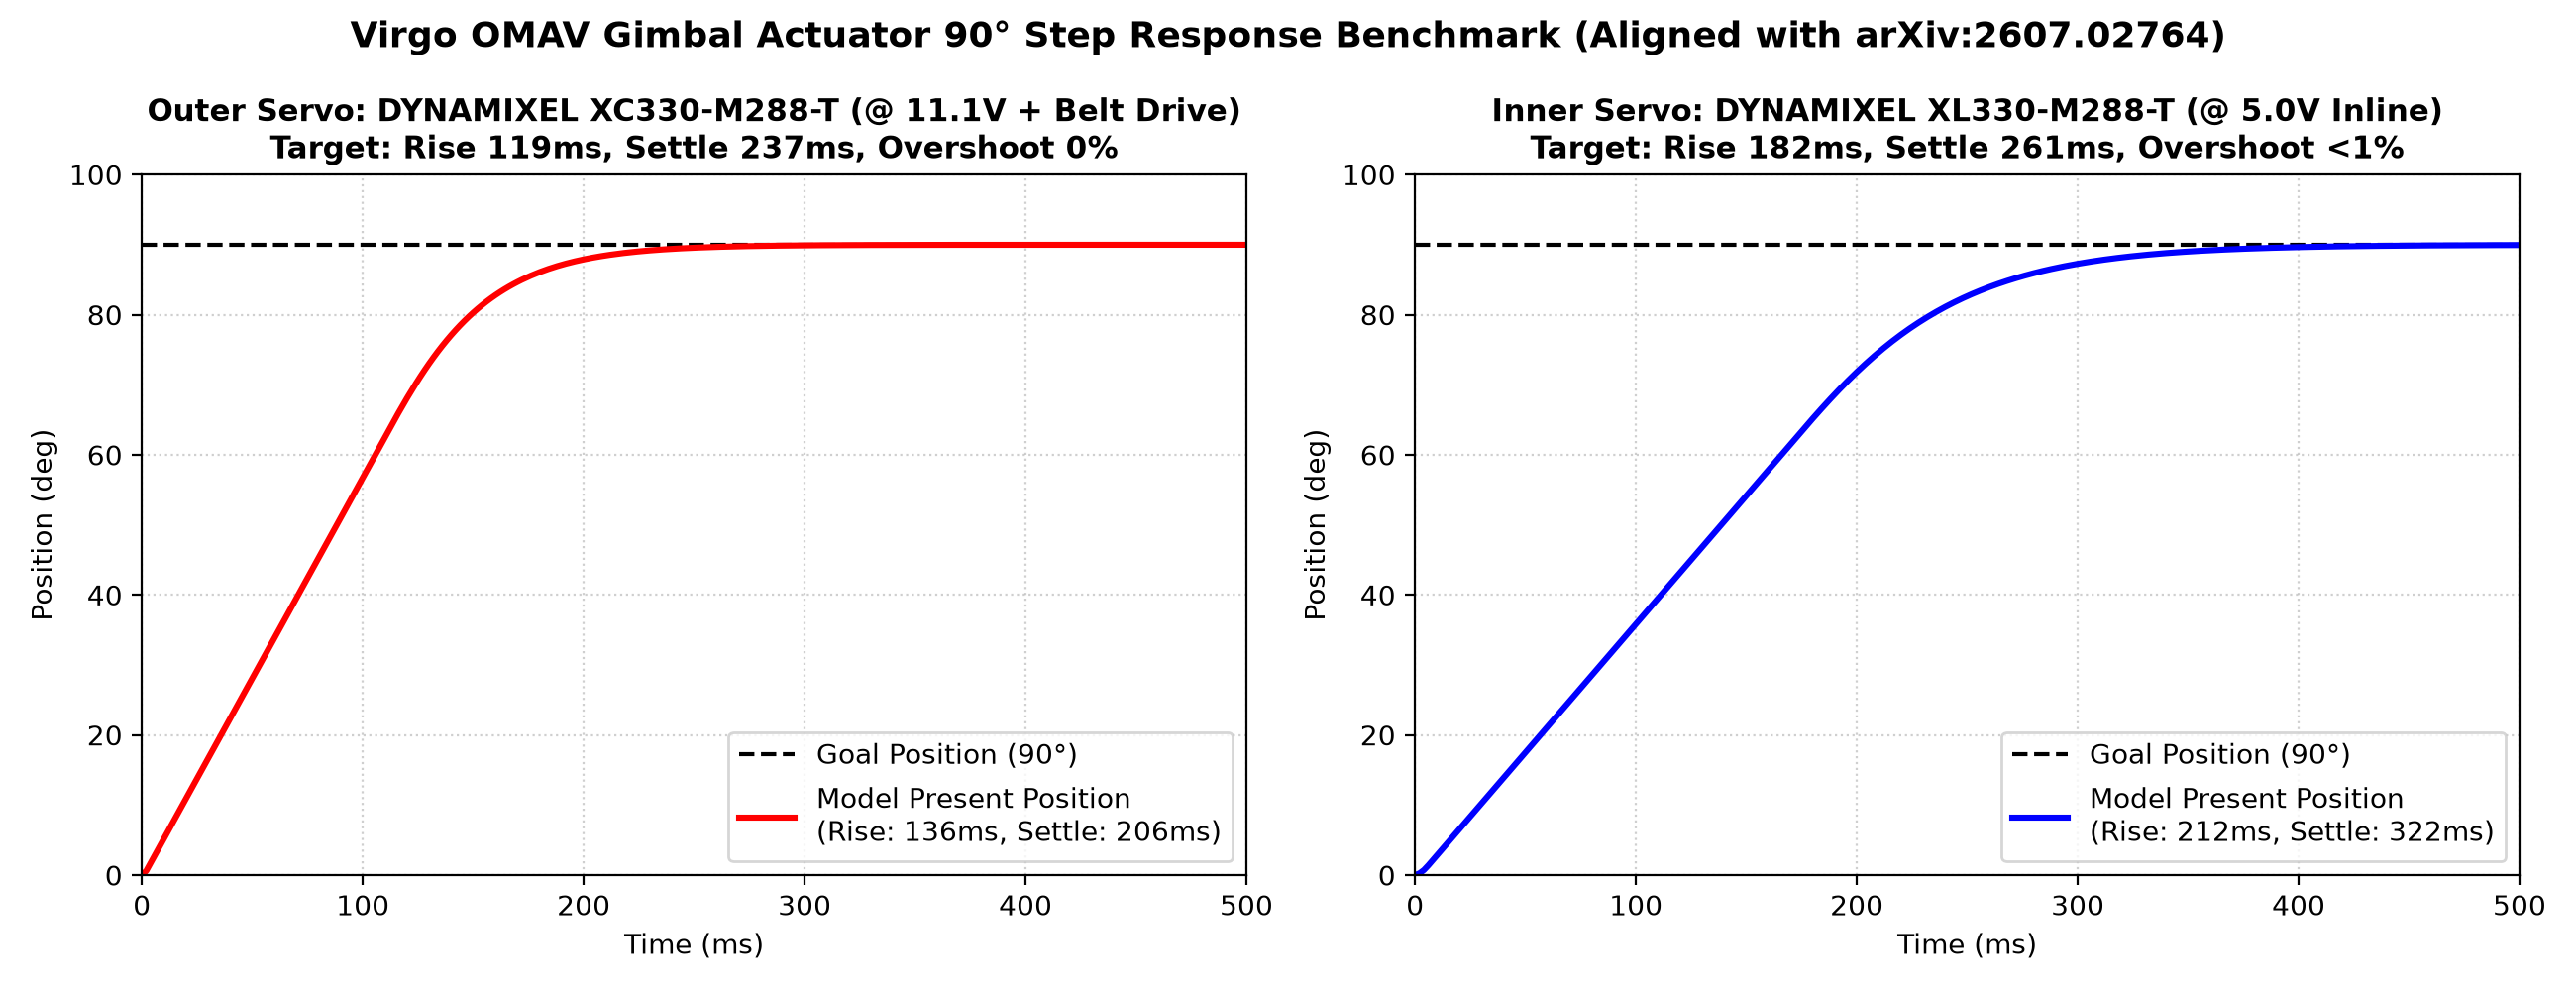 Virgo OMAV Gimbal Actuator 90° Step Response Benchmark (Aligned with arXiv:2607.02764)
Outer Servo: DYNAMIXEL XC330-M288-T (@ 11.1V + Belt Drive)
Target: Rise 119ms, Settle 237ms, Overshoot 0%
100
80
60
40
20
0
Position (deg)
Goal Position (90°)
Model Present Position
(Rise: 136ms, Settle: 206ms)
0
100
200
300
400
500
Time (ms)
Inner Servo: DYNAMIXEL XL330-M288-T (@ 5.0V Inline)
Target: Rise 182ms, Settle 261ms, Overshoot <1%
100
80
60
40
20
0
Position (deg)
Goal Position (90°)
Model Present Position
(Rise: 212ms, Settle: 322ms)
0
100
200
300
400
500
Time (ms)